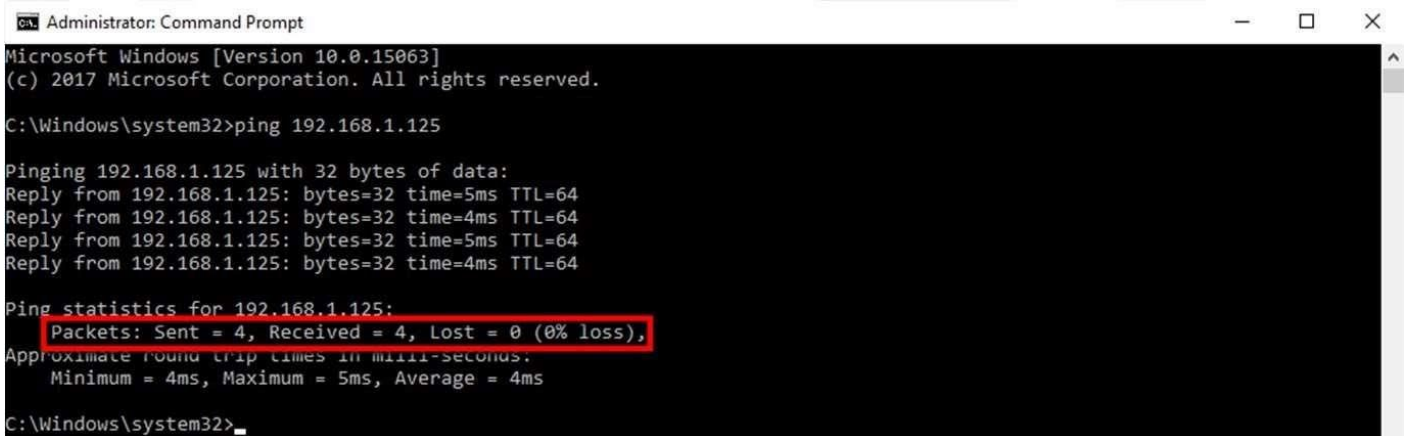 Administrator: Command Prompt
Microsoft Windows [Version 10.0.15063]
(c) 2017 Microsoft Corporation. All rights reserved.
C:\Windows\system32>ping 192.168.1.125
Pinging 192.168.1.125 with 32 bytes of data:
Reply from 192.168.1.125: bytes=32 time=5ms TTL=64
Reply from 192.168.1.125: bytes=32 time=4ms TTL=64
Reply from 192.168.1.125: bytes=32 time=5ms TTL=64
Reply from 192.168.1.125: bytes=32 time=4ms TTL=64
Ping statistics for 192.168.1.125:
Packets: Sent = 4, Received = 4, Lost = 0 (0% loss),
Approximate round trip times in milli-seconds:
Minimum = 4ms, Maximum = 5ms, Average = 4ms
C:\Windows\system32>